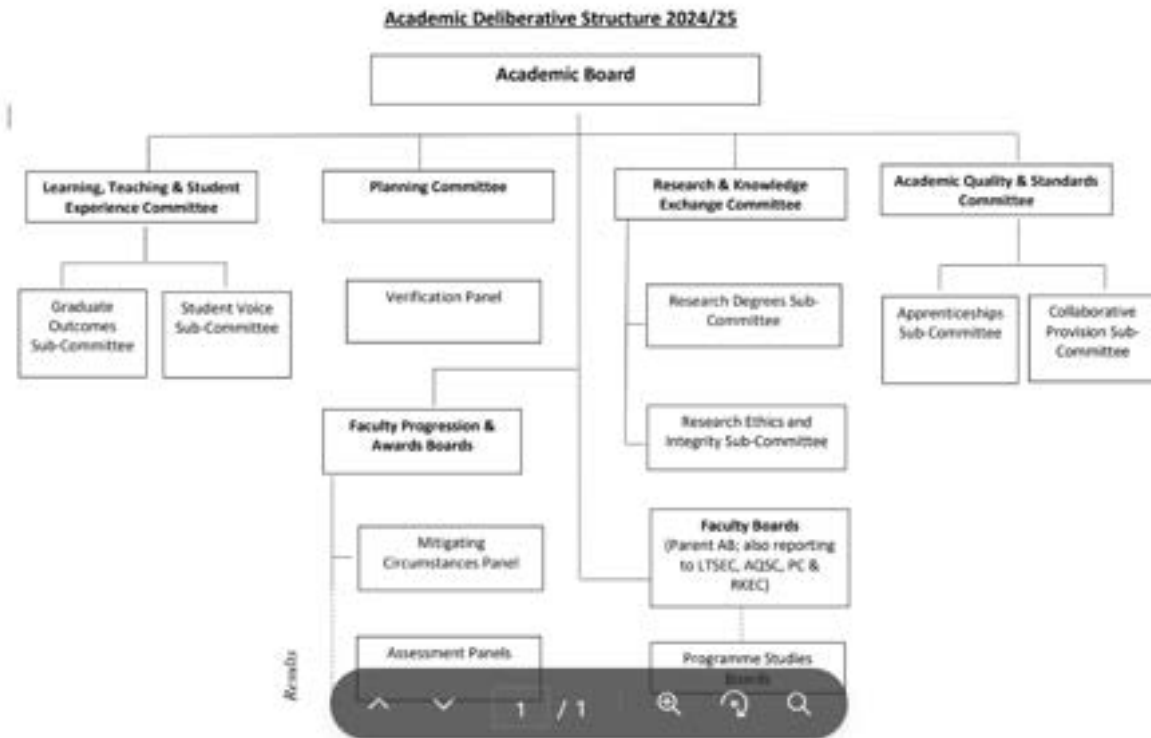 Academic Deliberative Structure 2024/25
Academic Board
Learning, Teaching & Student
Experience Committee
Planning Committee
Research & Knowledge
Exchange Committee
Academic Quality & Standards
Committee
Graduate
Outcomes
Sub-Committee
Student Voice
Sub-Committee
Verification Panel
Research Degrees Sub-
Committee
Apprenticeships
Sub-Committee
Collaborative
Provision Sub-
Committee
Faculty Progression &
Awards Boards
Research Ethics and
Integrity Sub-Committee
Mitigating
Circumstances Panel
Faculty Boards
(Parent AB; also reporting
to LTSEC, AQSC, PC &
RKEC)
Results
Assessment Panels
Programme Studies
Boards
1 / 1